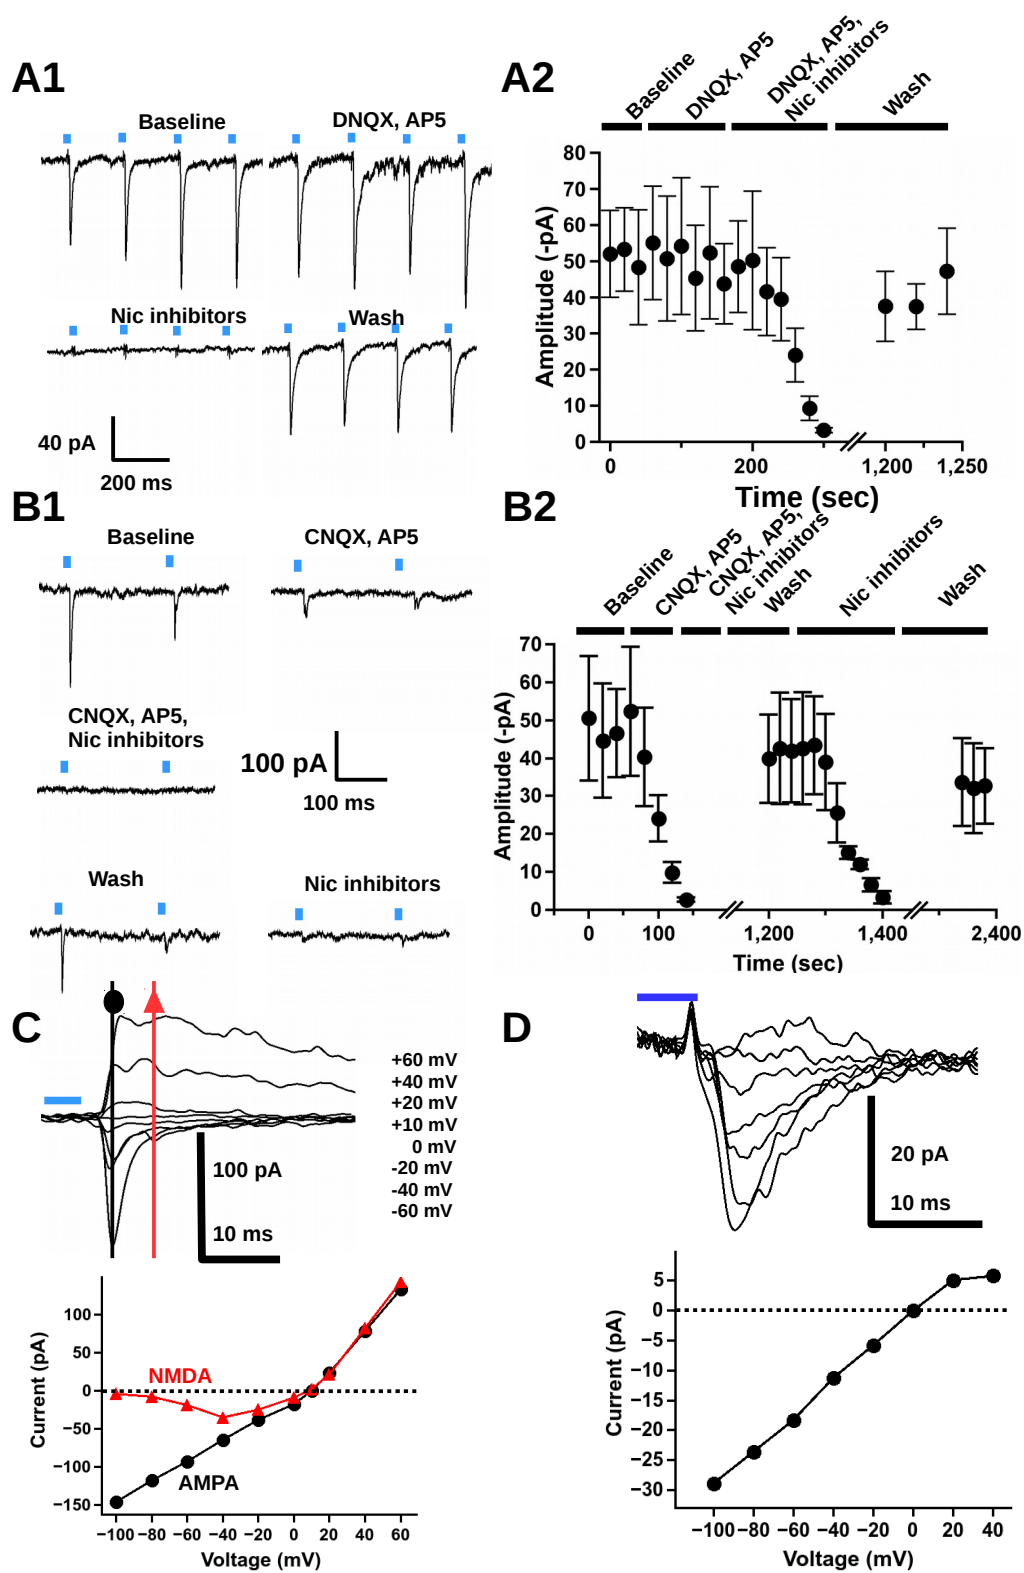 A1
Baseline
DNQX, AP5
Nic inhibitors
Wash
40 pA
200 ms
A2
Baseline
DNQX, AP5
DNQX, AP5,
Nic inhibitors
Wash
Amplitude (-pA)
80
70
60
50
40
30
20
10
0
0
200
1,200
1,250
Time (sec)
B1
Baseline
CNQX, AP5
CNQX, AP5,
Nic inhibitors
100 pA
100 ms
Wash
Nic inhibitors
B2
Baseline
CNQX, AP5
CNQX, AP5,
Nic inhibitors
Wash
Nic inhibitors
Wash
Amplitude (-pA)
70
60
50
40
30
20
10
0
0
100
1,200
1,400
2,400
Time (sec)
C
+60 mV
+40 mV
+20 mV
+10 mV
0 mV
-20 mV
-40 mV
-60 mV
100 pA
10 ms
Current (pA)
100
50
0
−50
−100
−150
NMDA
AMPA
−100
−80
−60
−40
−20
0
20
40
60
Voltage (mV)
D
20 pA
10 ms
Current (pA)
5
0
−5
−10
−15
−20
−25
−30
−100
−80
−60
−40
−20
0
20
40
Voltage (mV)